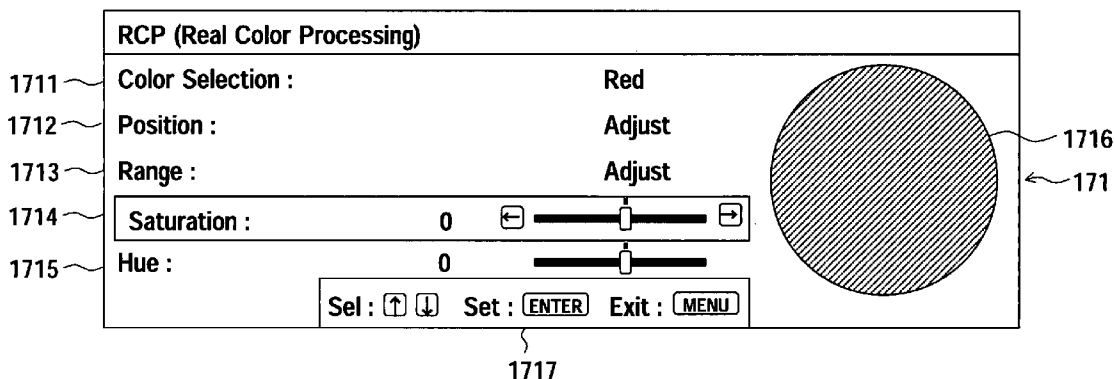 RCP (Real Color Processing)
1711 Color Selection : Red
1712 Position : Adjust 1716
1713 Range : Adjust 171
1714 Saturation : 0 ← →
1715 Hue : 0
Sel : ↑ ↓ Set : ENTER Exit : MENU
1717